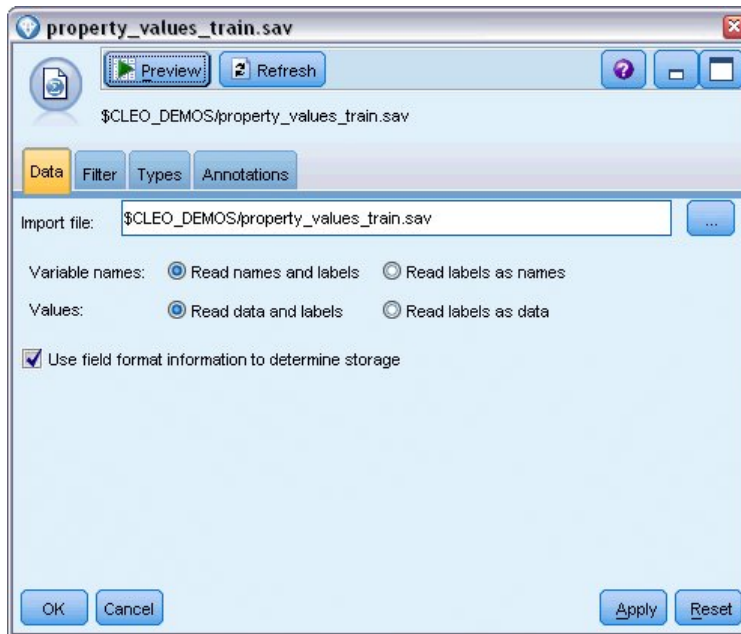 property_values_train.sav
Preview Refresh
$CLEO_DEMOS/property_values_train.sav
Data Filter Types Annotations
Import file: $CLEO_DEMOS/property_values_train.sav ...
Variable names: Read names and labels Read labels as names
Values: Read data and labels Read labels as data
Use field format information to determine storage
OK Cancel Apply Reset